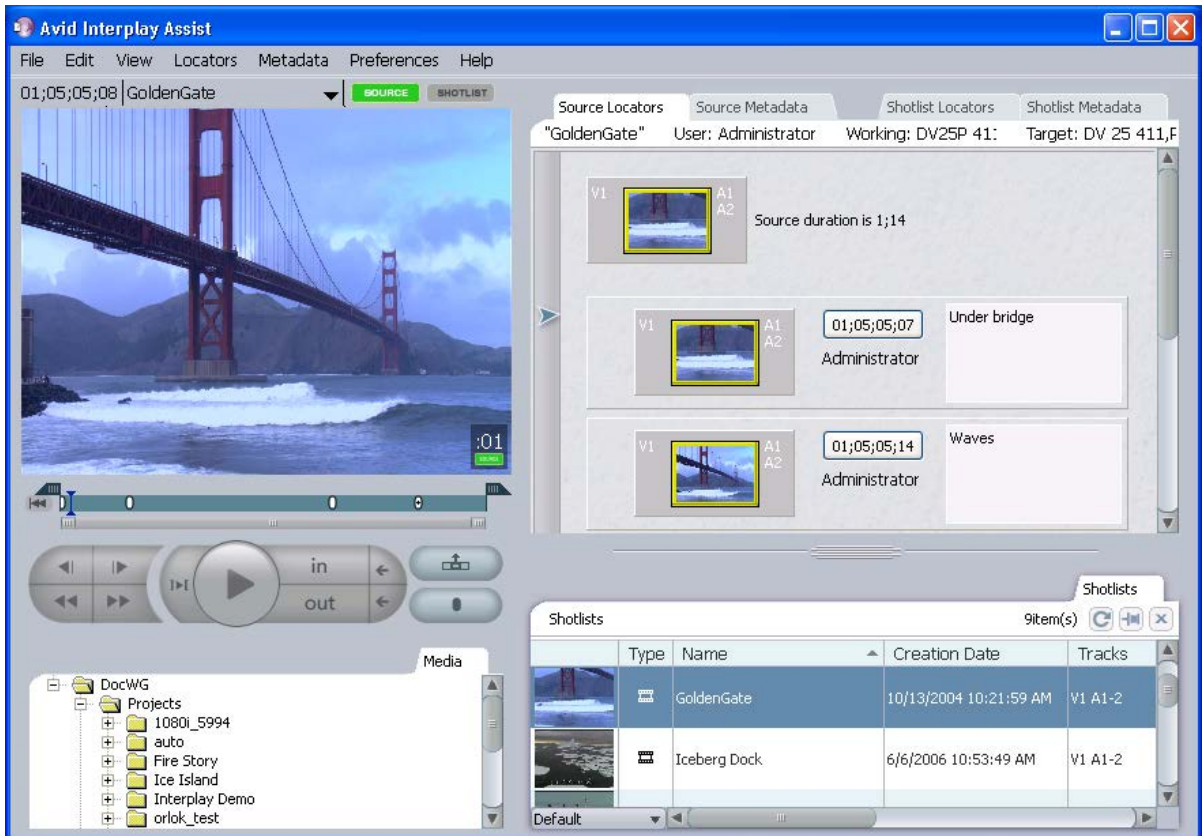 Avid Interplay Assist
File Edit View Locators Metadata Preferences Help
01;05;05;08 GoldenGate SOURCE SHOTLIST
:01
in
out
Media
DocWG
Projects
1080i_5994
auto
Fire Story
Ice Island
Interplay Demo
orlok_test
Source Locators Source Metadata Shotlist Locators Shotlist Metadata
"GoldenGate" User: Administrator Working: DV25P 41: Target: DV 25 411,F
V1 A1
A2
Source duration is 1;14
V1 A1
A2
01;05;05;07
Administrator
Under bridge
V1 A1
A2
01;05;05;14
Administrator
Waves
Shotlists
Shotlists 9item(s)
Type Name Creation Date Tracks
GoldenGate 10/13/2004 10:21:59 AM V1 A1-2
Iceberg Dock 6/6/2006 10:53:49 AM V1 A1-2
Default